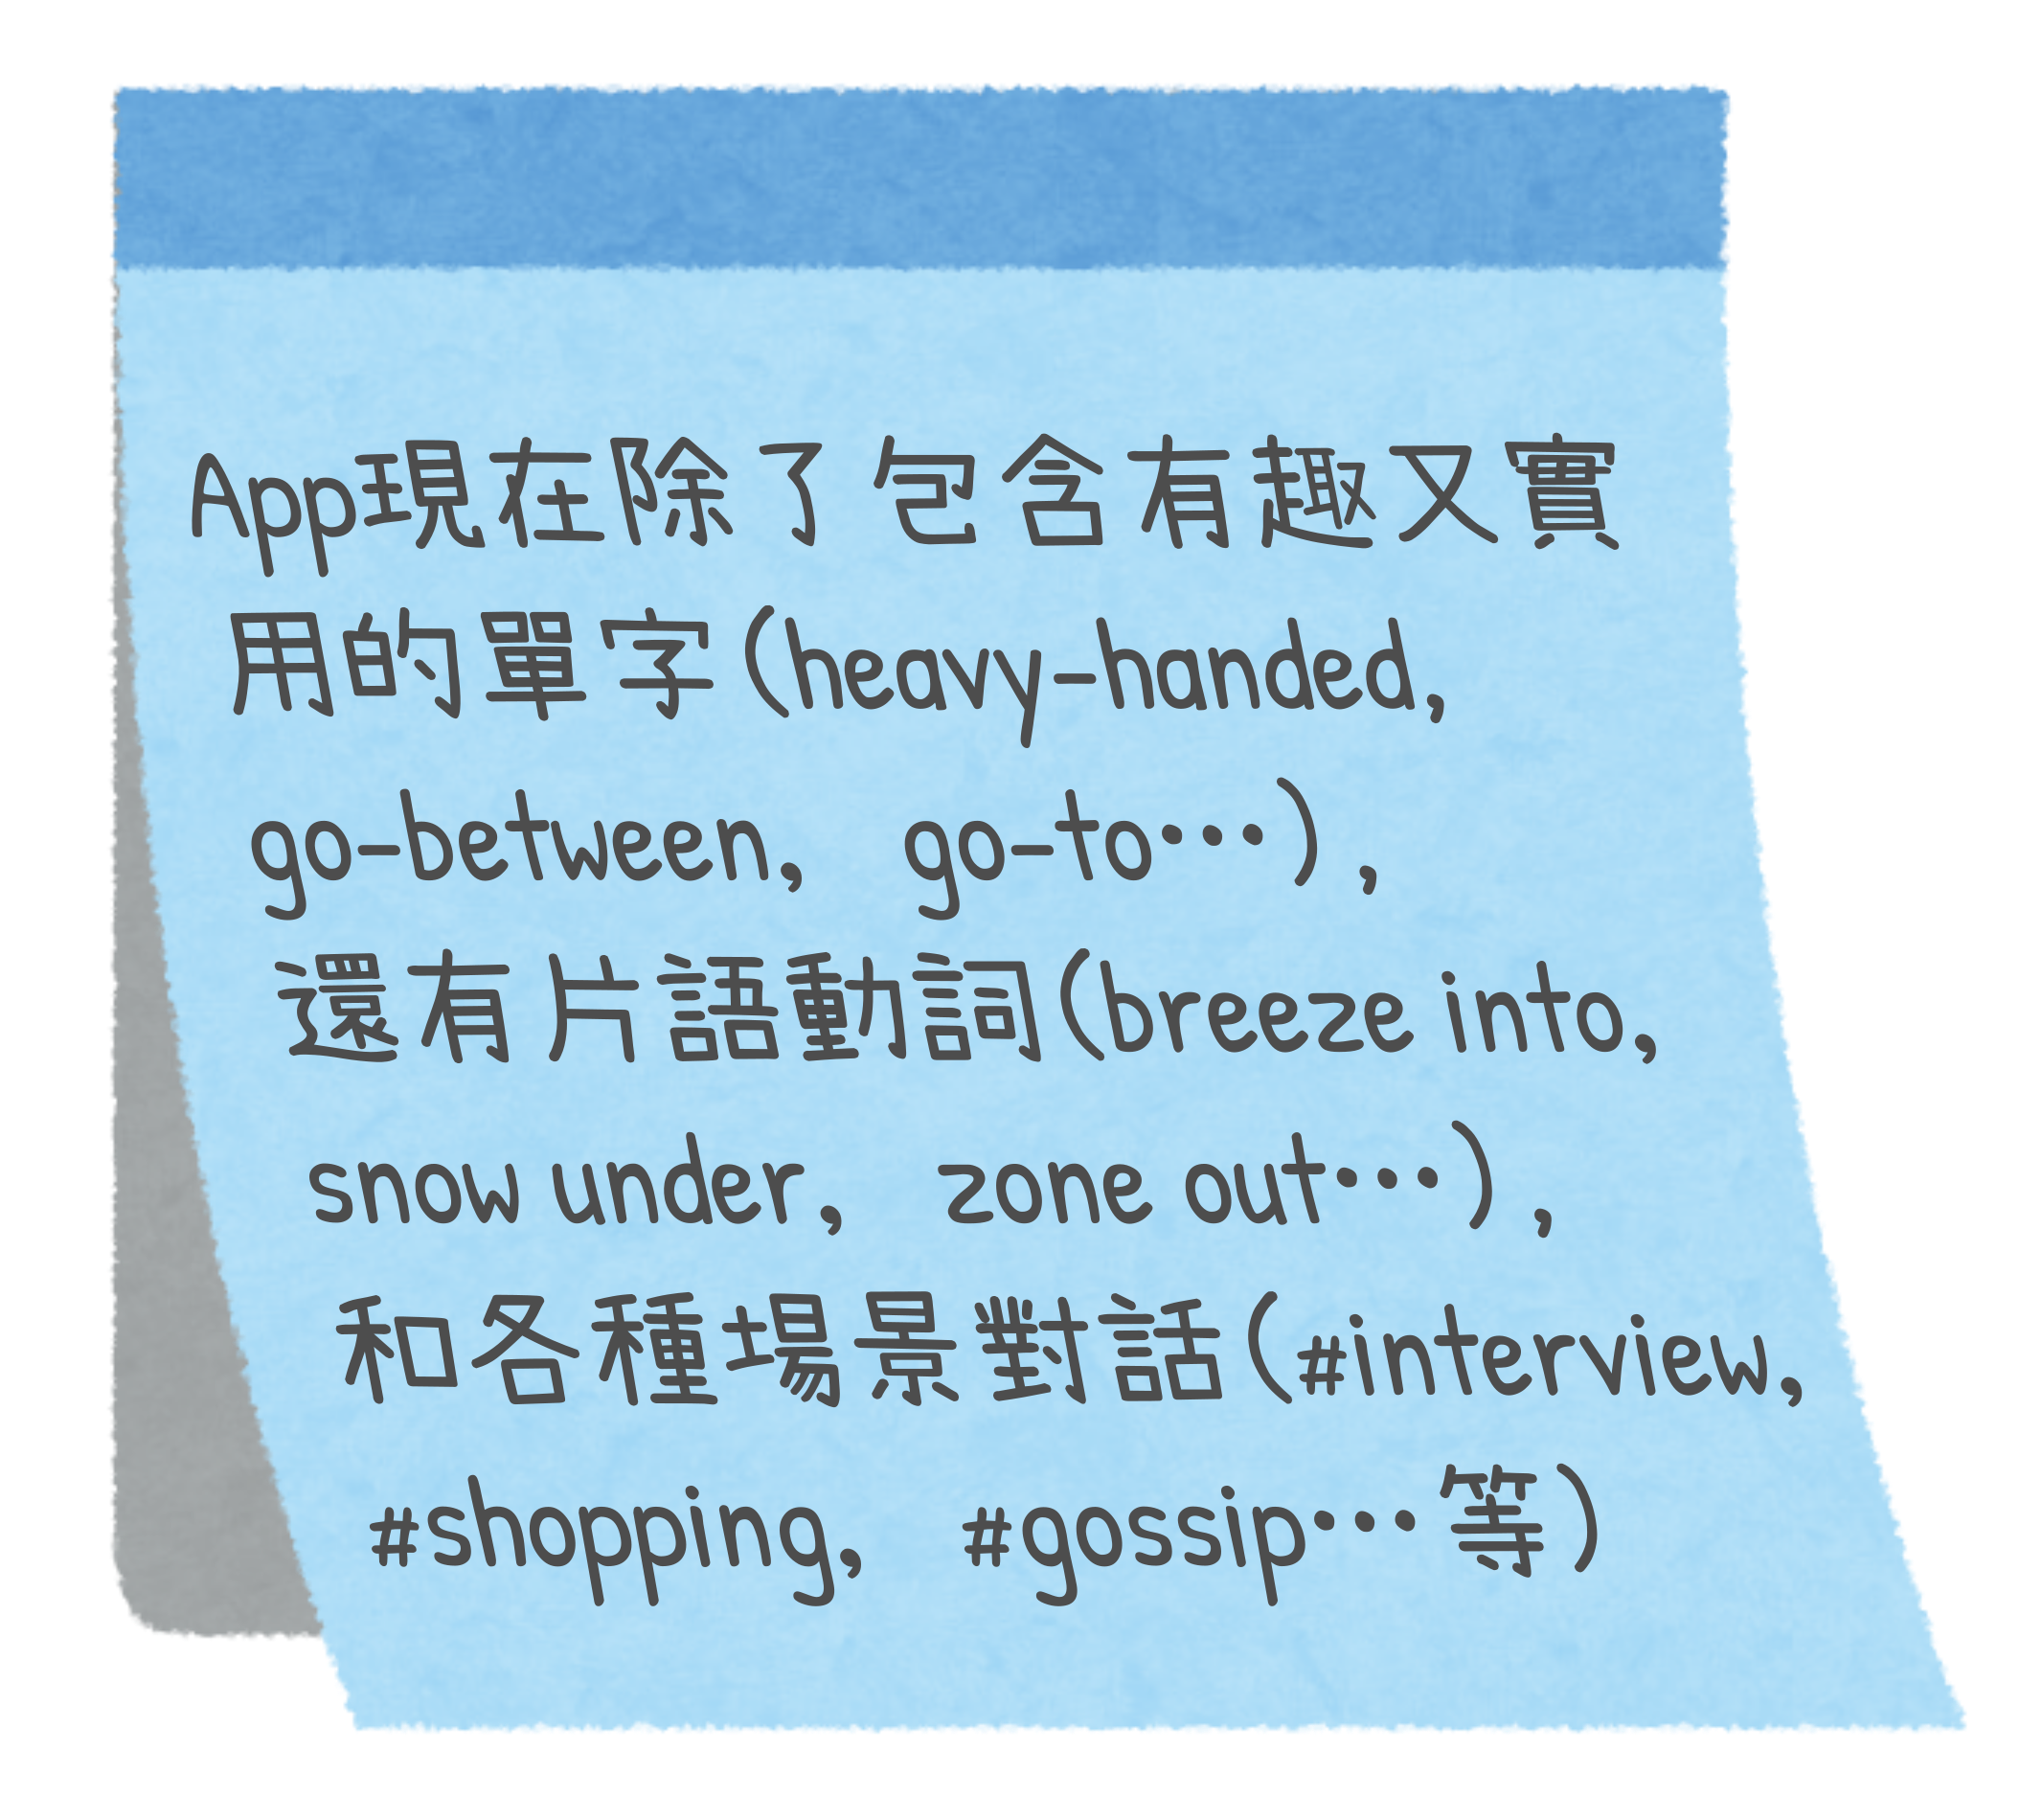 App現在除了包含有趣又實
用的單字(heavy-handed,
go-between, go-to⋯),
還有片語動詞(breeze into,
snow under, zone out⋯),
和各種場景對話(#interview,
#shopping, #gossip⋯等)